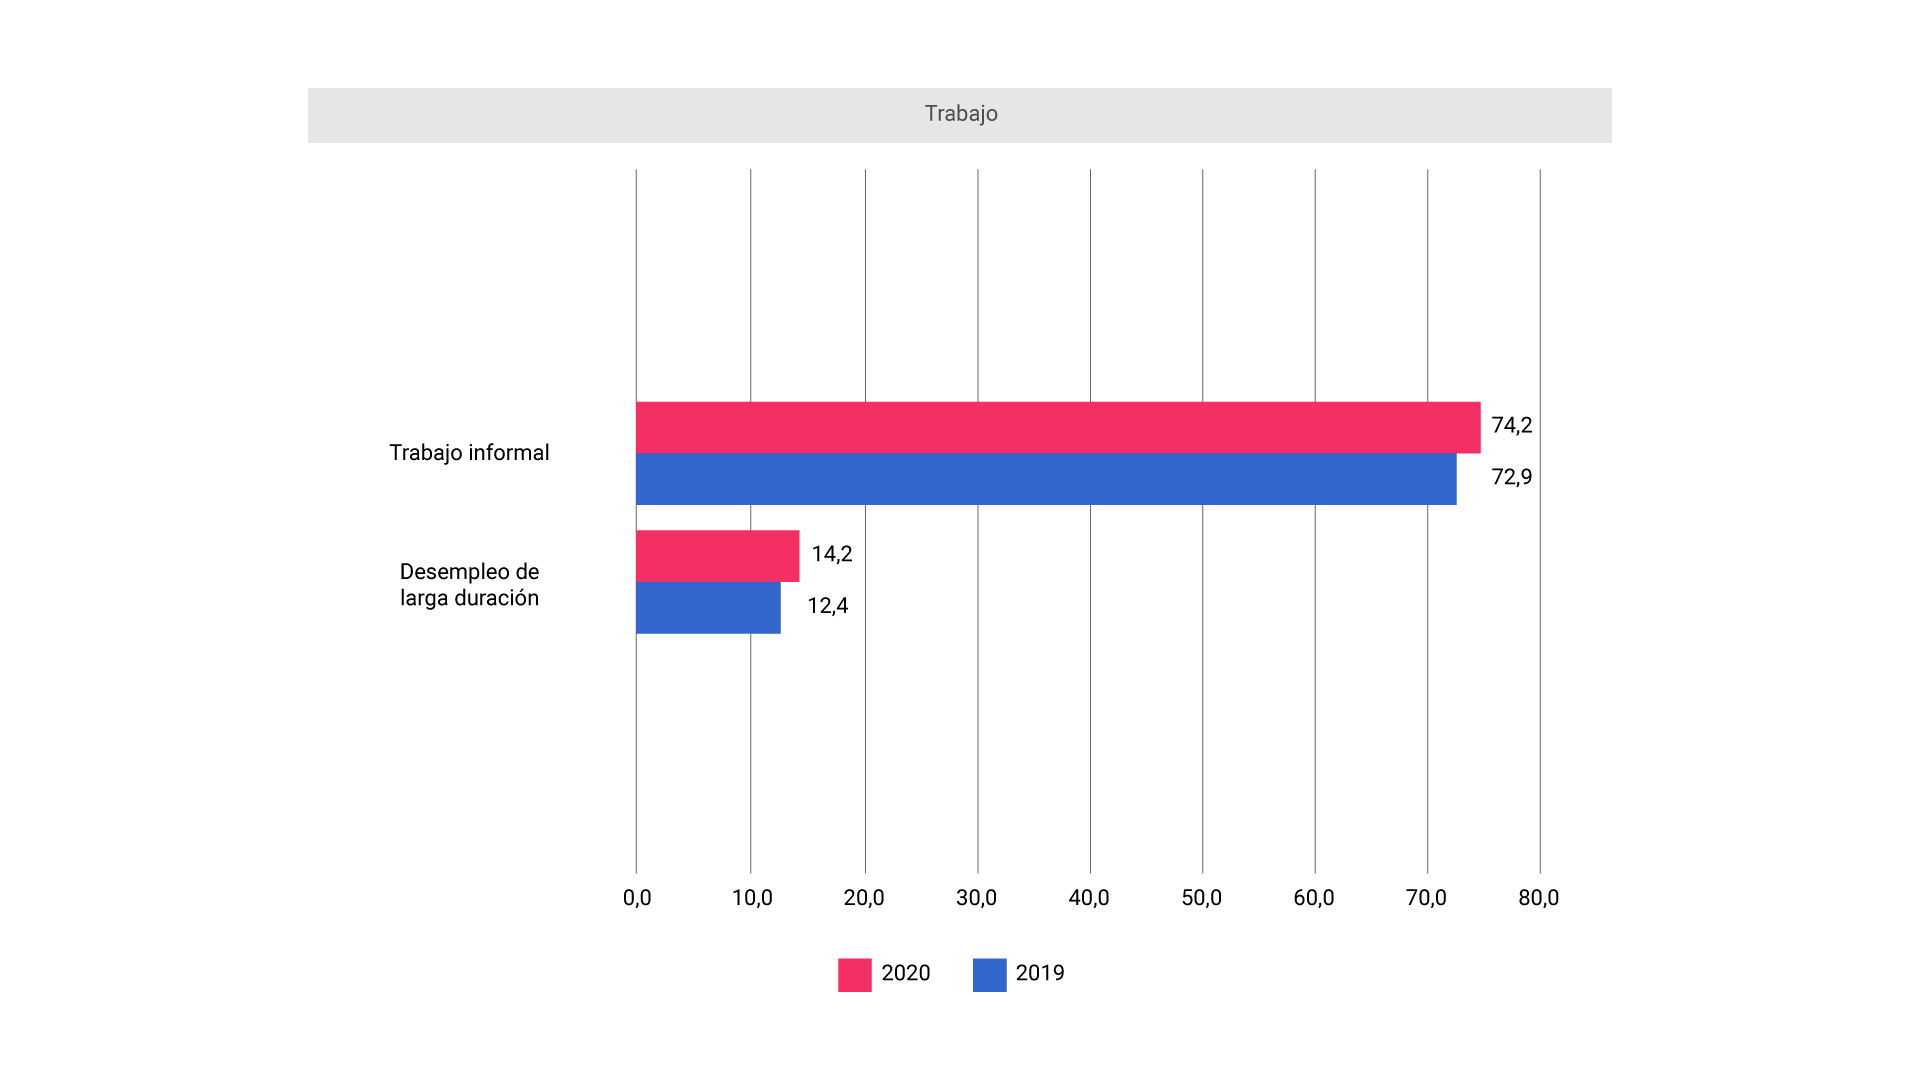 Trabajo
Trabajo informal
74,2
72,9
Desempleo de
larga duración
14,2
12,4
0,0 10,0 20,0 30,0 40,0 50,0 60,0 70,0 80,0
2020 2019